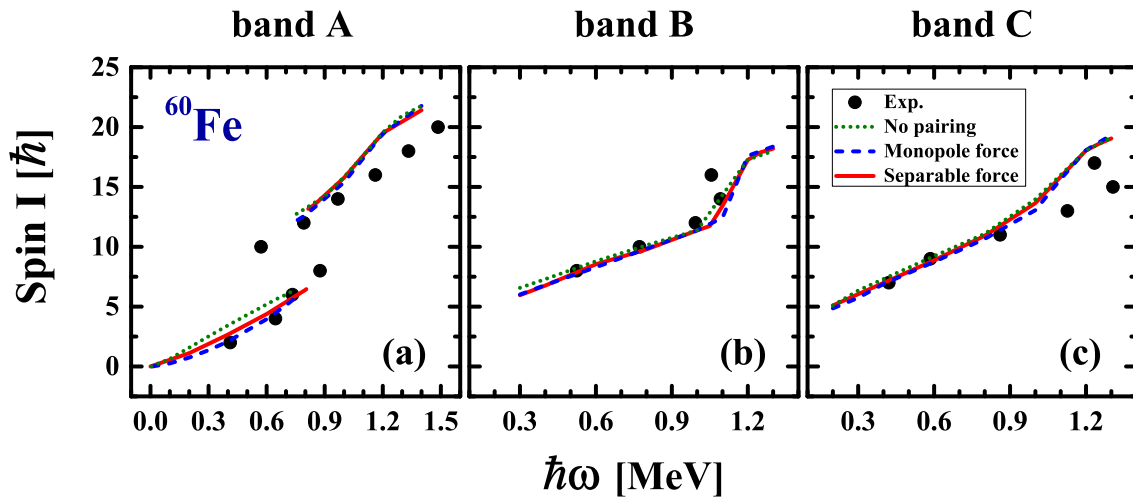 band A band B band C
25
20
15
10
5
0
Spin I [ℏ]
⁶⁰Fe
Exp.
No pairing
Monopole force
Separable force
(a) (b) (c)
0.0 0.3 0.6 0.9 1.2 1.5 0.3 0.6 0.9 1.2 0.3 0.6 0.9 1.2
ℏω [MeV]